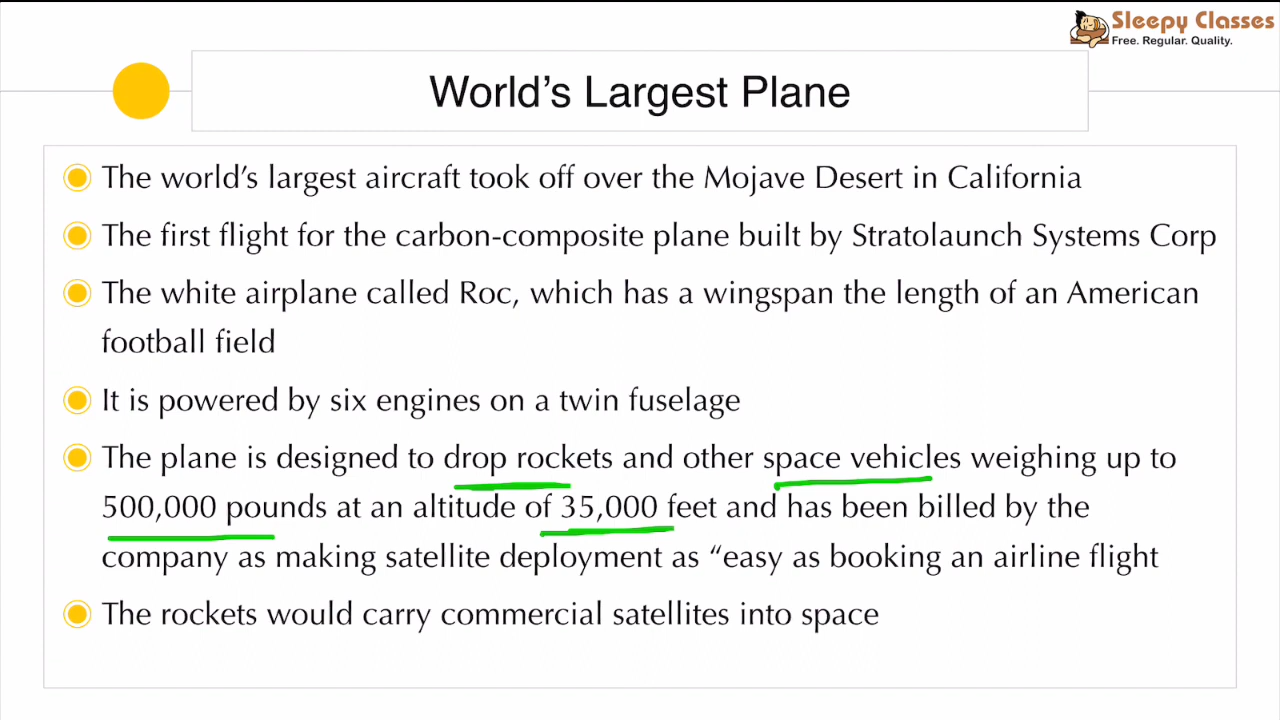 Sleepy Classes
Free. Regular. Quality.
World’s Largest Plane
The world’s largest aircraft took off over the Mojave Desert in California
The first flight for the carbon-composite plane built by Stratolaunch Systems Corp
The white airplane called Roc, which has a wingspan the length of an American
football field
It is powered by six engines on a twin fuselage
The plane is designed to drop rockets and other space vehicles weighing up to
500,000 pounds at an altitude of 35,000 feet and has been billed by the
company as making satellite deployment as “easy as booking an airline flight
The rockets would carry commercial satellites into space